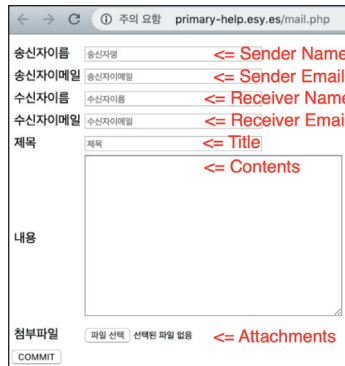 주의 요함 primary-help.esy.es/mail.php
송신자이름 송신자명 <= Sender Name
송신자이메일 송신자이메일 <= Sender Email
수신자이름 수신자이름 <= Receiver Name
수신자이메일 수신자이메일 <= Receiver Emai
제목 제목 <= Title
<= Contents
내용
첨부파일 파일 선택 선택된 파일 없음 <= Attachments
COMMIT